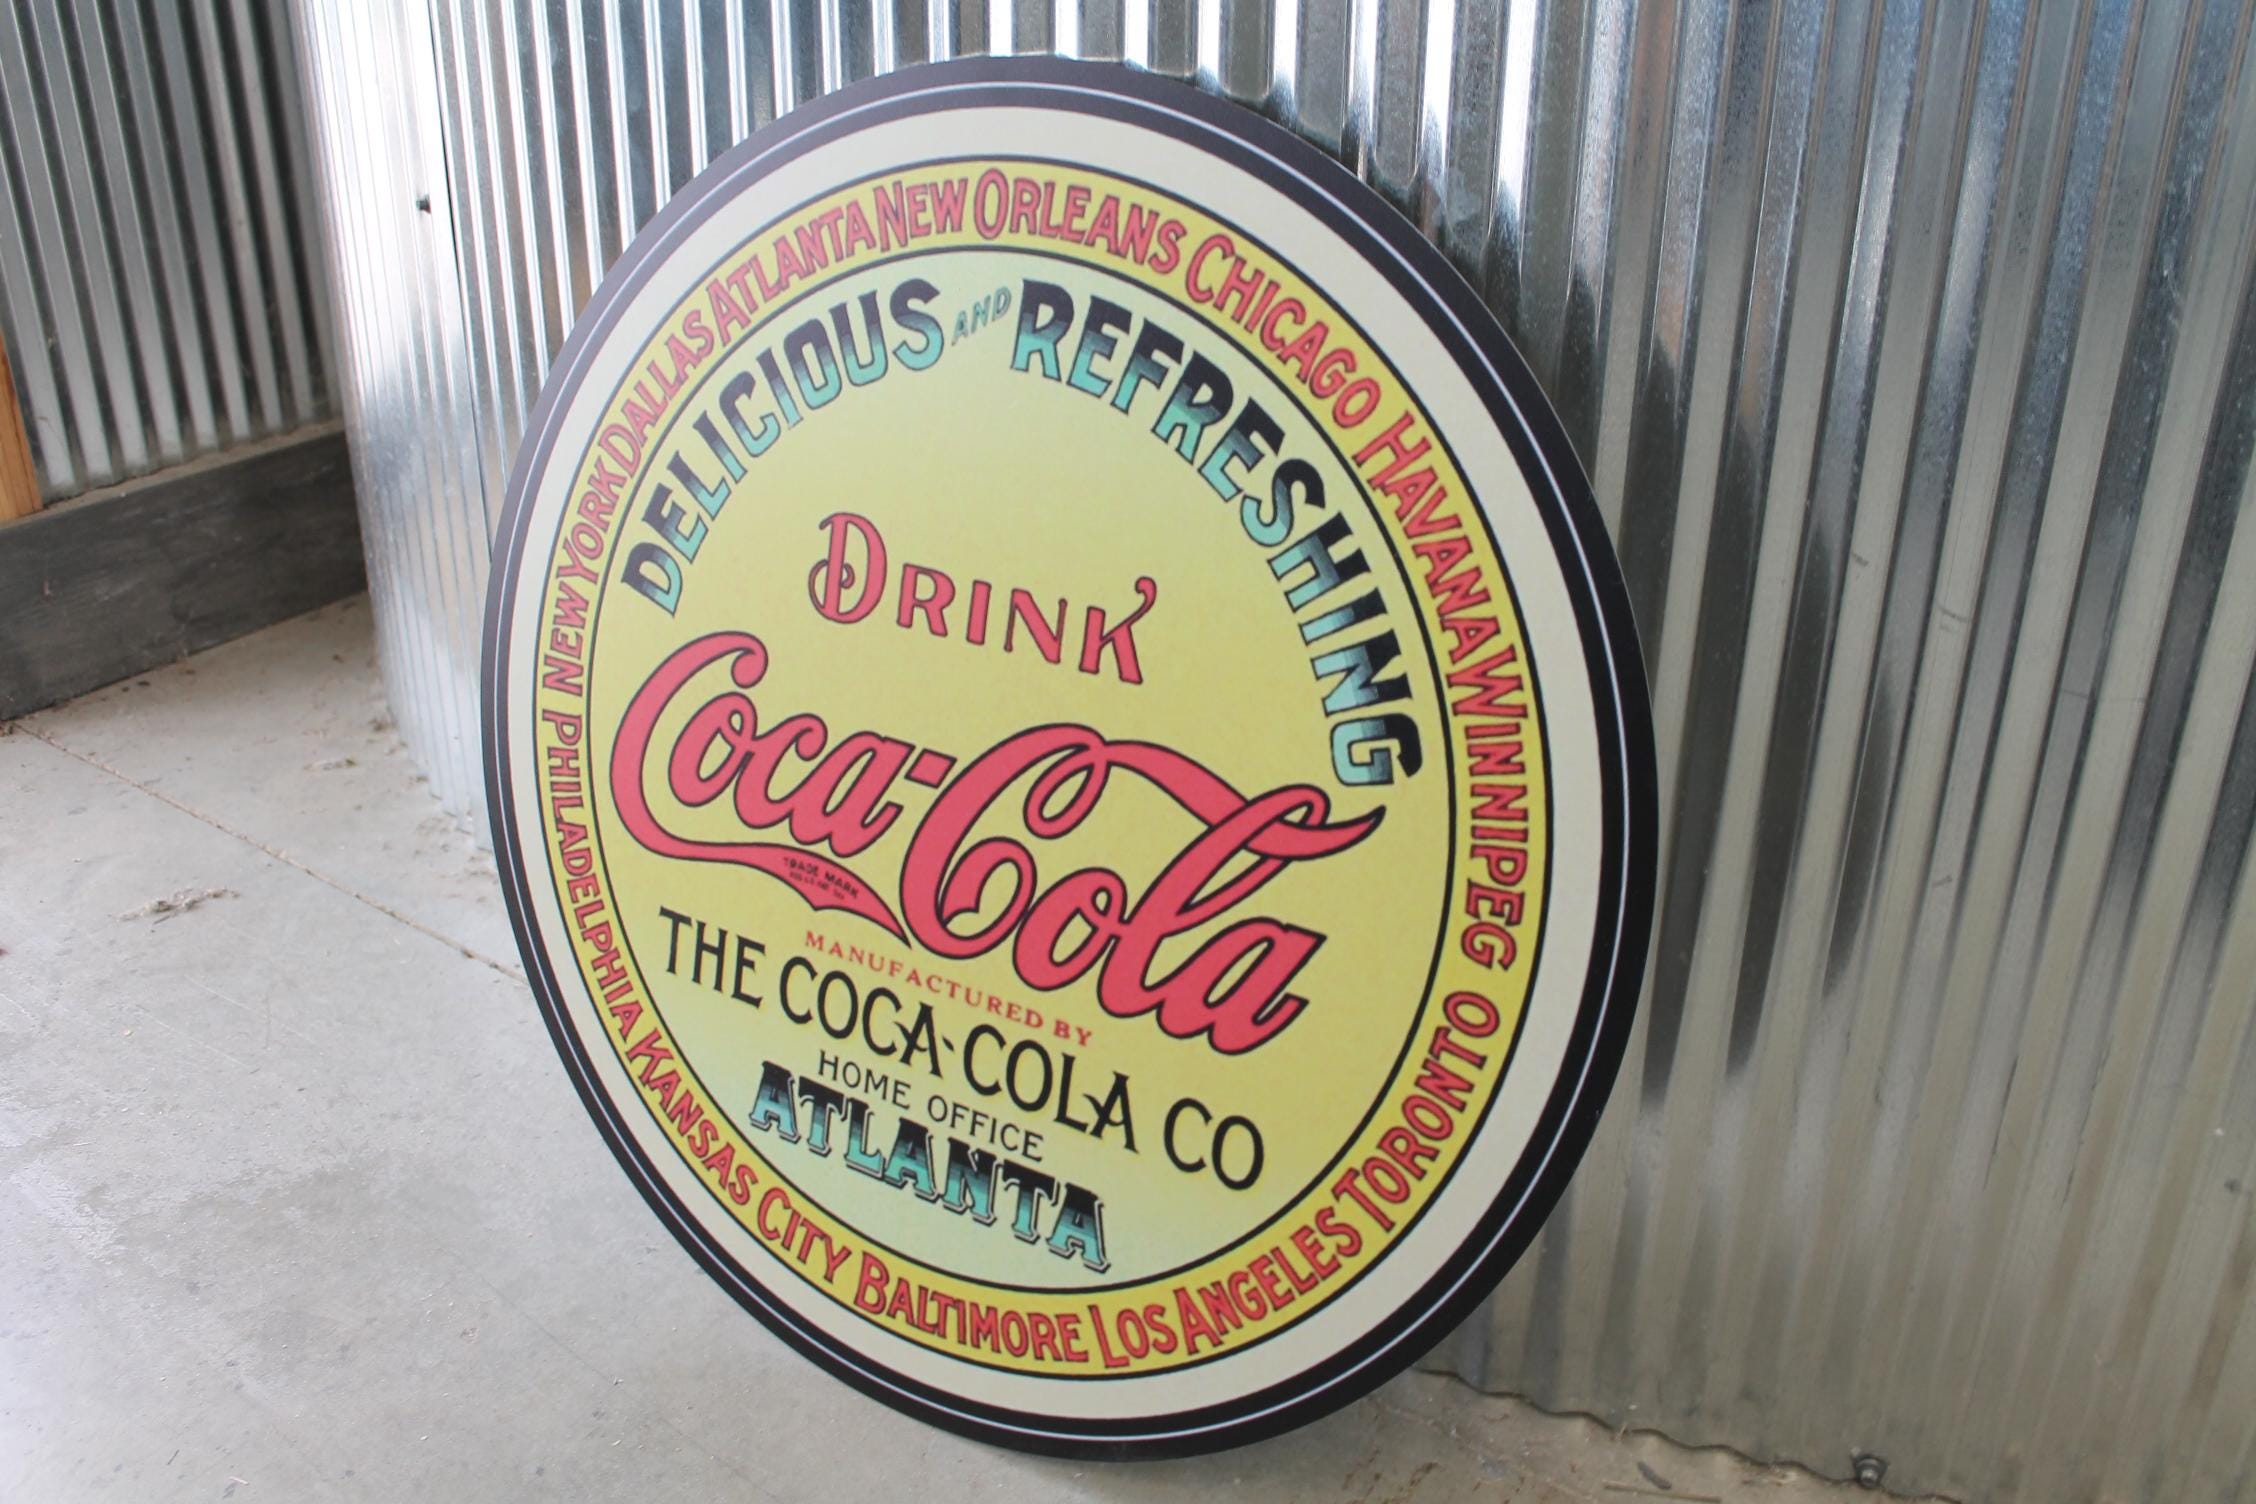 New York Dallas Atlanta New Orleans Chicago Havana Winnipeg Toronto Los Angeles Baltimore Kansas City Philadelphia
DELICIOUS AND REFRESHING
DRINK
Coca-Cola
TRADE MARK
MANUFACTURED BY
THE COCA-COLA CO
HOME OFFICE
ATLANTA